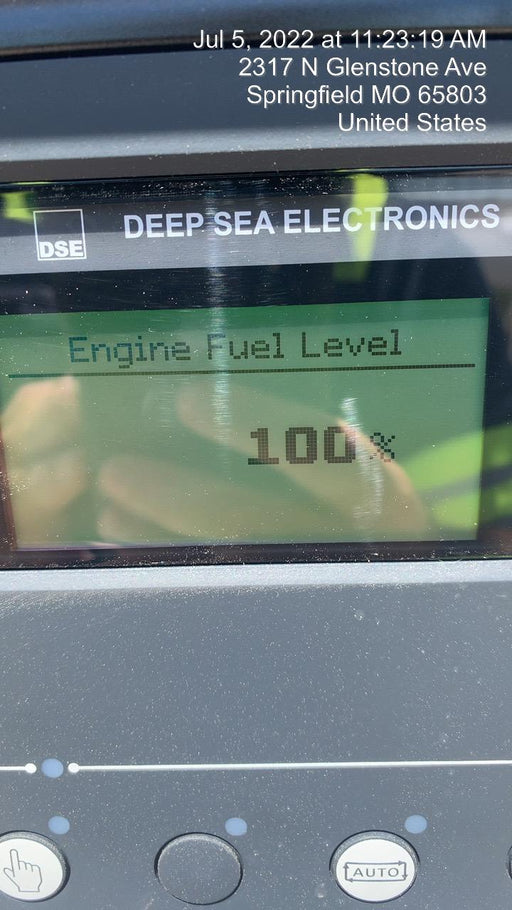 Jul 5, 2022 at 11:23:19 AM
2317 N Glenstone Ave
Springfield MO 65803
United States
DSE
DEEP SEA ELECTRONICS
Engine Fuel Level
100 %
AUTO